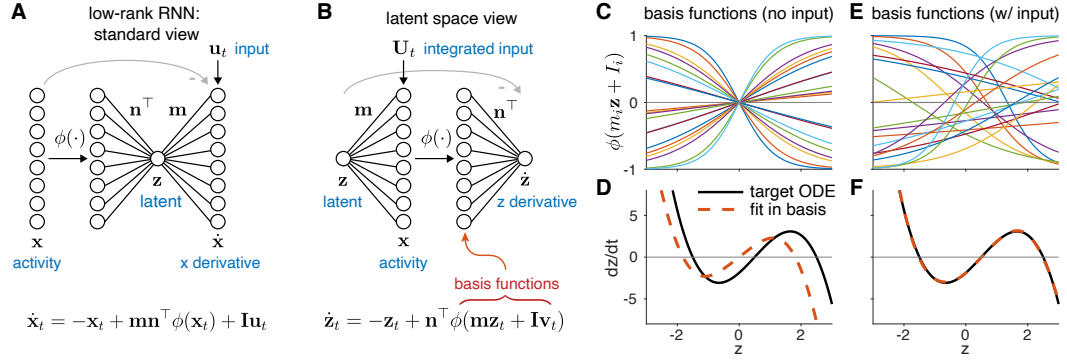 A
low-rank RNN:
standard view
u_t input
-
n^⊤
m
ϕ(·)
z
latent
x
activity
ẋ
x derivative
ẋ_t = −x_t + mn^⊤ϕ(x_t) + Iu_t
B
latent space view
U_t integrated input
-
m
n^⊤
ϕ(·)
z
latent
ż
z derivative
x
activity
basis functions
ż_t = −z_t + n^⊤ϕ(mz_t + Iv_t)
C
basis functions (no input)
ϕ(m_i z + I_i)
1
0
-1
E
basis functions (w/ input)
D
target ODE
fit in basis
dz/dt
5
0
-5
-2
0
2
z
F
-2
0
2
z